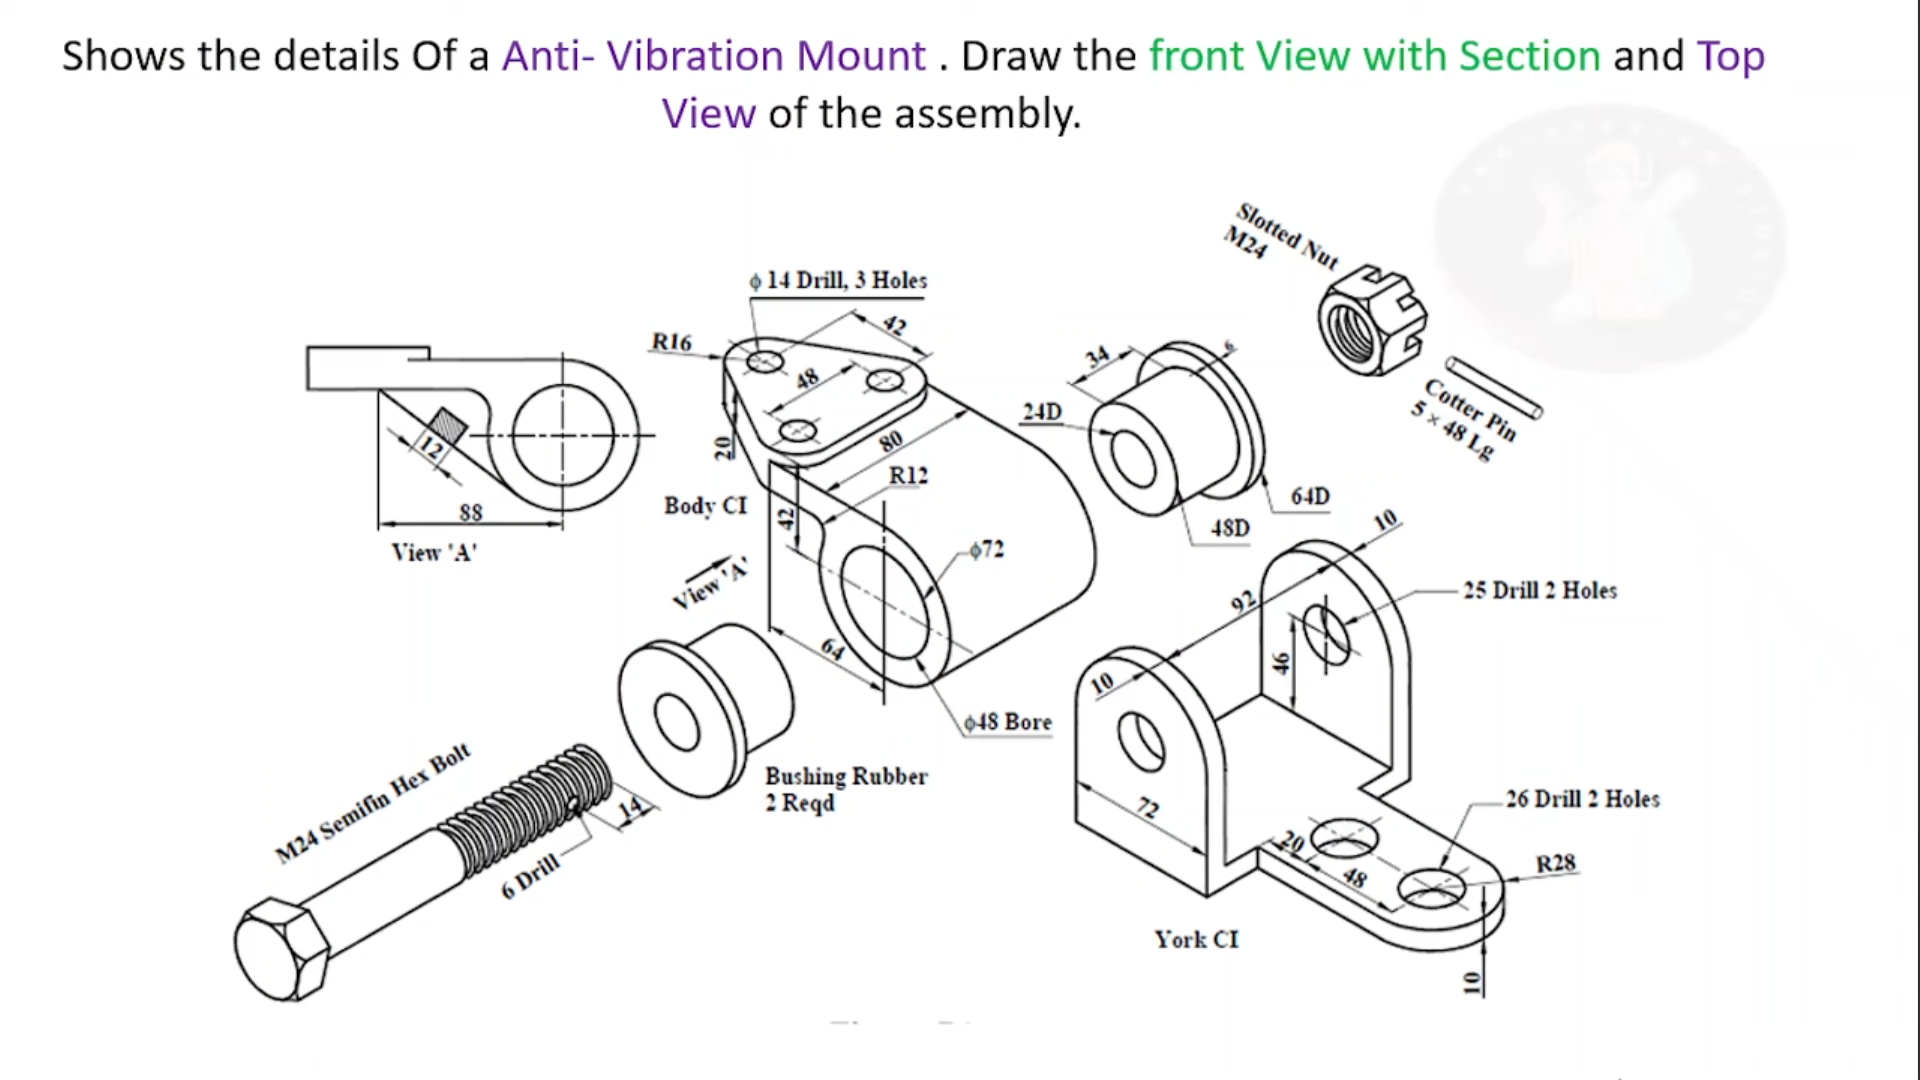 Shows the details Of a Anti- Vibration Mount . Draw the front View with Section and Top
View of the assembly.
Slotted Nut
M24
ϕ 14 Drill, 3 Holes
42
R16
48
34
6
Cotter Pin
5 × 48 Lg
24D
20
80
12
R12
88
View 'A'
Body CI
42
64D
48D
10
ϕ72
View 'A'
25 Drill 2 Holes
92
64
46
10
ϕ48 Bore
M24 Semifin Hex Bolt
Bushing Rubber
2 Reqd
14
72
26 Drill 2 Holes
6 Drill
20
48
R28
York CI
10